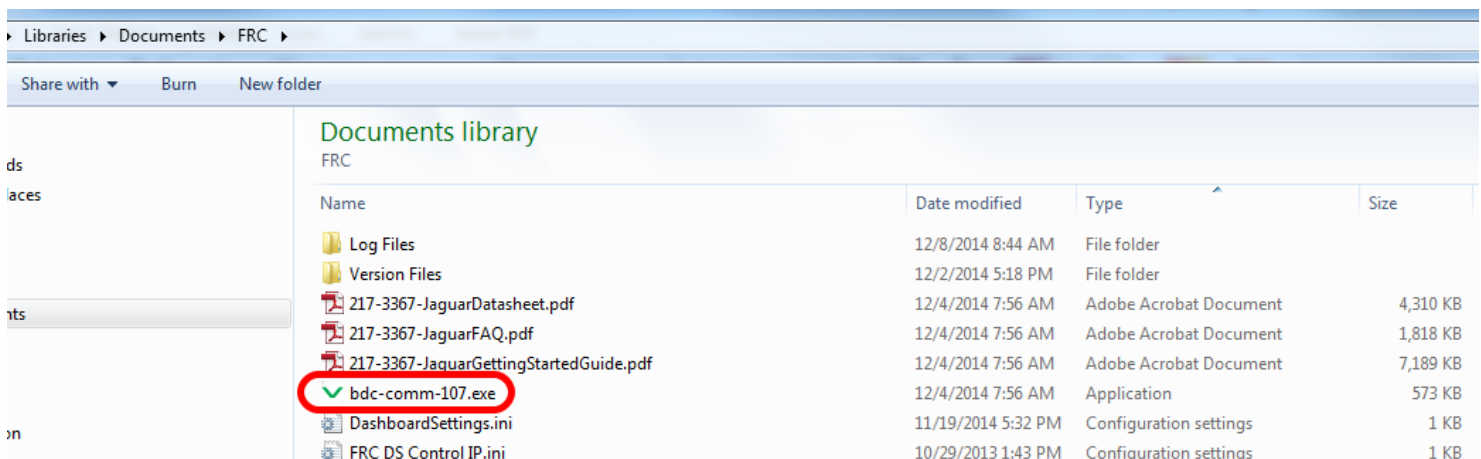 Libraries ▸ Documents ▸ FRC ▸
Share with Burn New folder
Documents library
FRC
ds
laces
nts
on
Name Date modified Type Size
Log Files 12/8/2014 8:44 AM File folder
Version Files 12/2/2014 5:18 PM File folder
217-3367-JaguarDatasheet.pdf 12/4/2014 7:56 AM Adobe Acrobat Document 4,310 KB
217-3367-JaguarFAQ.pdf 12/4/2014 7:56 AM Adobe Acrobat Document 1,818 KB
217-3367-JaguarGettingStartedGuide.pdf 12/4/2014 7:56 AM Adobe Acrobat Document 7,189 KB
bdc-comm-107.exe 12/4/2014 7:56 AM Application 573 KB
DashboardSettings.ini 11/19/2014 5:32 PM Configuration settings 1 KB
FRC DS Control IP.ini 10/29/2013 1:43 PM Configuration settings 1 KB